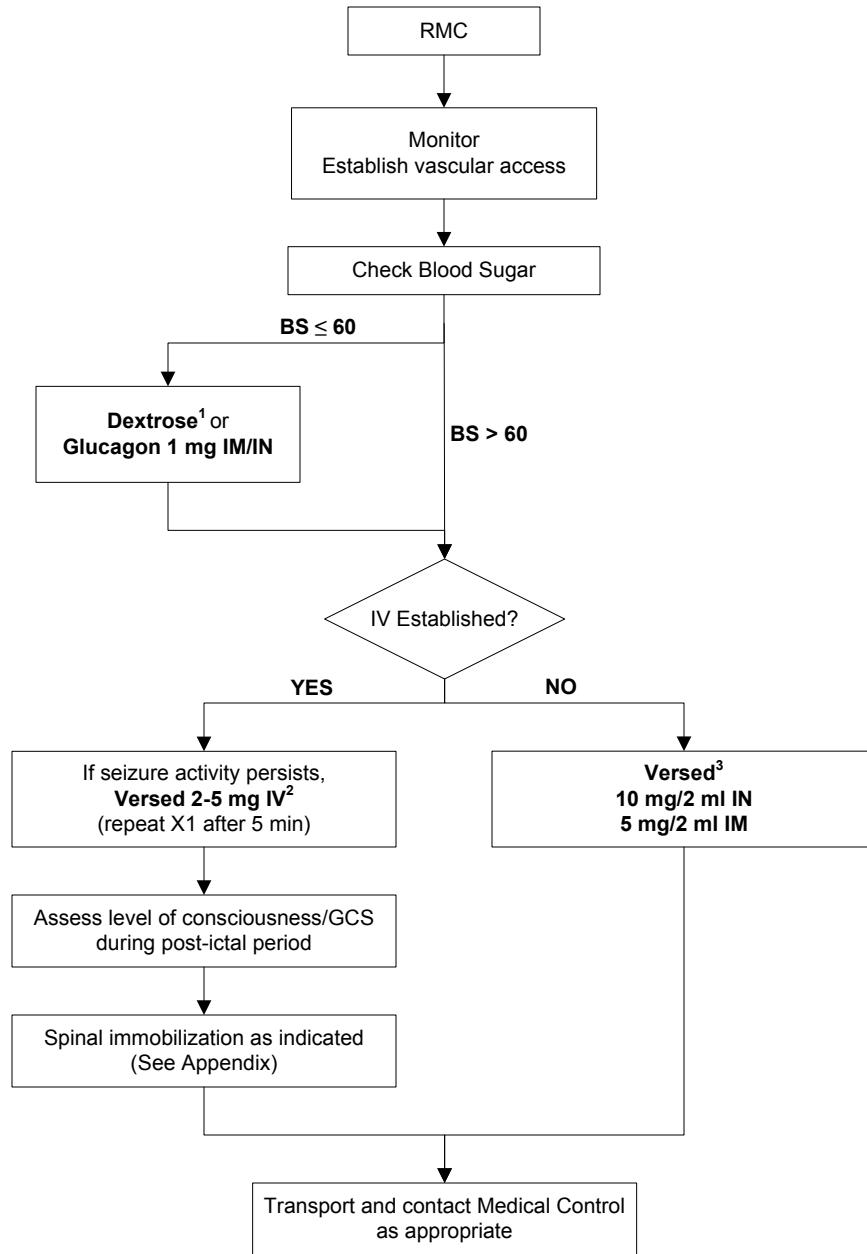 RMC
Monitor
Establish vascular access
Check Blood Sugar
BS ≤ 60
Dextrose¹ or
Glucagon 1 mg IM/IN
BS > 60
IV Established?
YES
NO
If seizure activity persists,
Versed 2-5 mg IV²
(repeat X1 after 5 min)
Versed³
10 mg/2 ml IN
5 mg/2 ml IM
Assess level of consciousness/GCS
during post-ictal period
Spinal immobilization as indicated
(See Appendix)
Transport and contact Medical Control
as appropriate